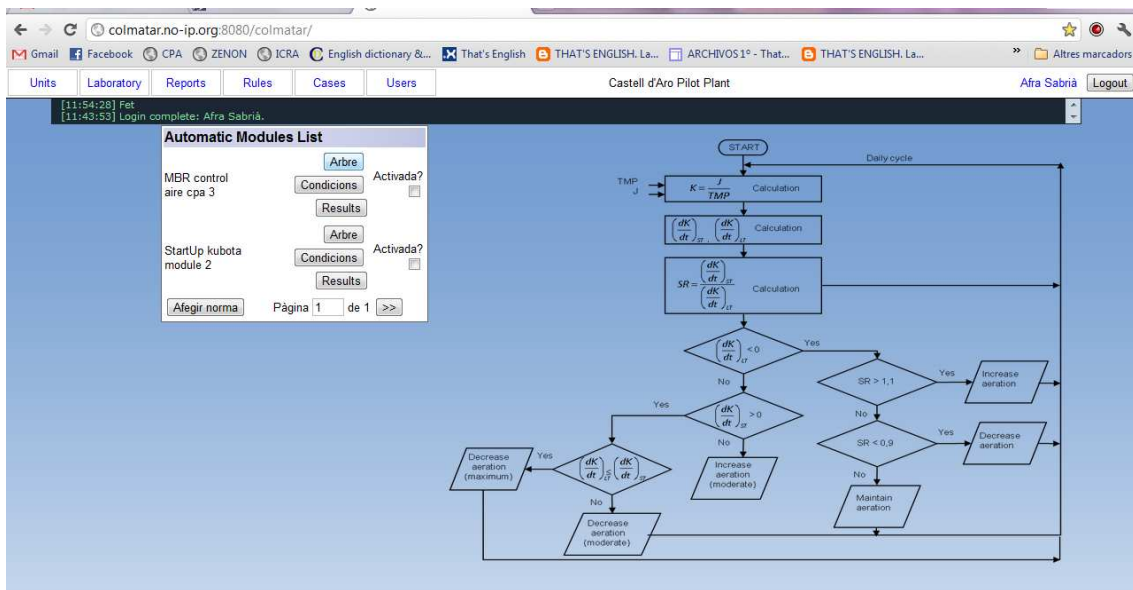 colmatar.no-ip.org:8080/colmatar/
Gmail Facebook CPA ZENON ICRA English dictionary &... That's English THAT'S ENGLISH. La... ARCHIVOS 1º - That... THAT'S ENGLISH. La... » Altres marcadors
Units Laboratory Reports Rules Cases Users Castell d'Aro Pilot Plant Afra Sabrià Logout
[11:54:28] Fet
[11:43:53] Login complete: Afra Sabrià.
Automatic Modules List
MBR control aire cpa 3
Arbre
Condicions
Results
Activada?
StartUp kubota module 2
Arbre
Condicions
Results
Activada?
Afegir norma Pàgina 1 de 1 >>
START
Daily cycle
TMP
J
K = J / TMP Calculation
(dK/dt)ST , (dK/dt)LT Calculation
SR = (dK/dt)ST / (dK/dt)LT Calculation
(dK/dt)LT < 0
Yes
No
SR > 1,1
Yes
Increase
aeration
No
(dK/dt)ST > 0
Yes
No
SR < 0,9
Yes
Decrease
aeration
No
Decrease
aeration
(maximum)
Yes
(dK/dt)LT ≤ (dK/dt)ST
No
Increase
aeration
(moderate)
Maintain
aeration
Decrease
aeration
(moderate)